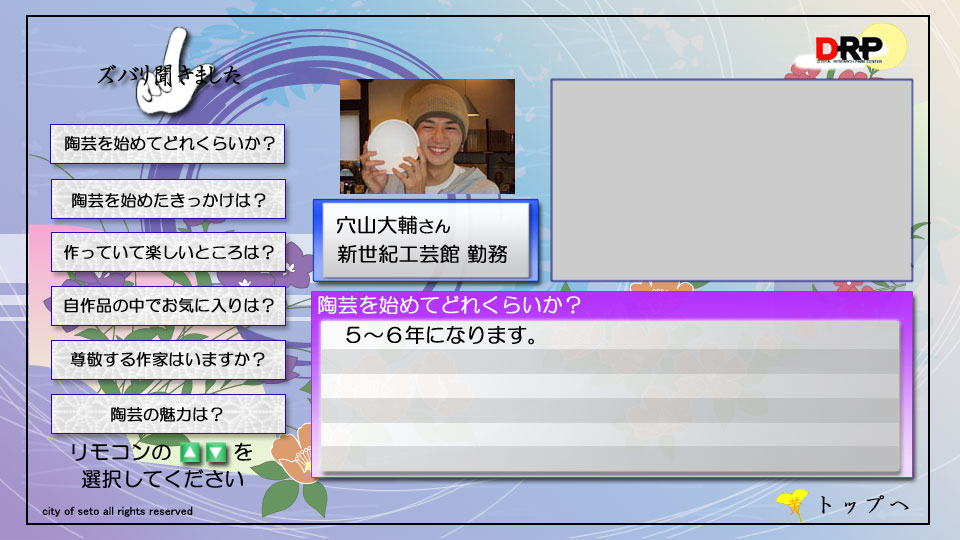 ズバリ聞きました
陶芸を始めてどれくらいか？
陶芸を始めたきっかけは？
作っていて楽しいところは？
自作品の中でお気に入りは？
尊敬する作家はいますか？
陶芸の魅力は？
リモコンの▲▼を
選択してください
city of seto all rights reserved
穴山大輔さん
新世紀工芸館 勤務
DRP
DIGITAL RESEARCH PARK CENTER
陶芸を始めてどれくらいか？
５～６年になります。
黄 トップへ